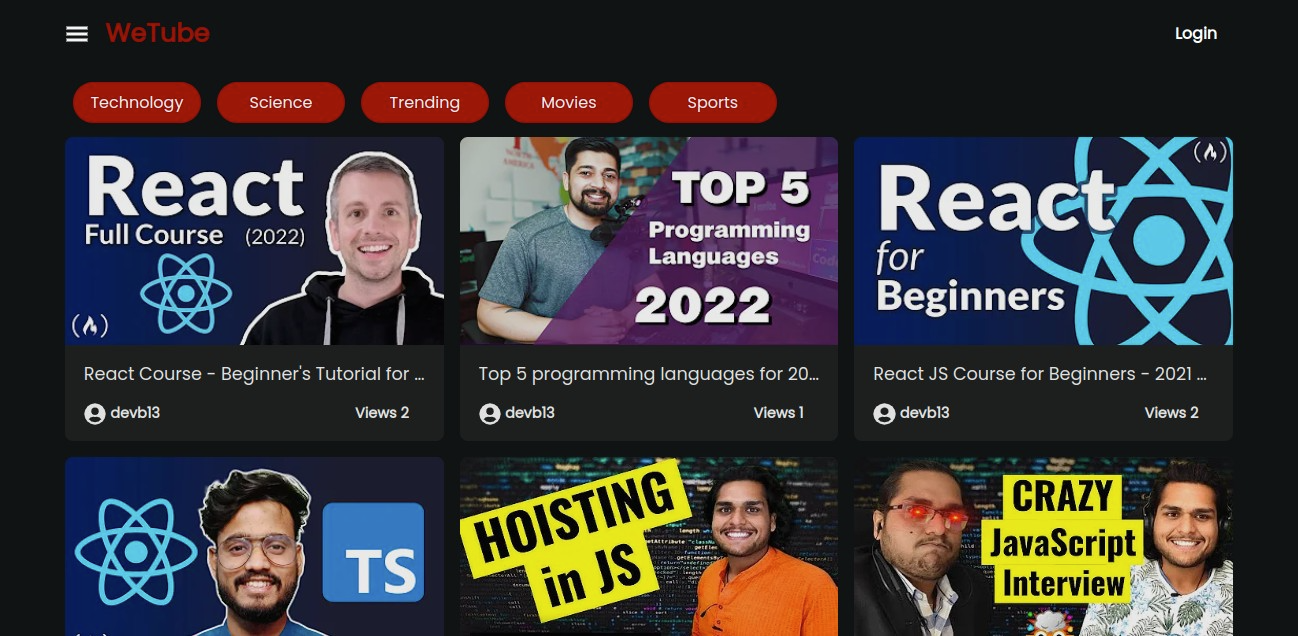 WeTube
Login
Technology
Science
Trending
Movies
Sports
React
Full Course (2022)
TOP 5
Programming
Languages
2022
React
for
Beginners
React Course - Beginner's Tutorial for ...
devb13
Views 2
Top 5 programming languages for 20...
devb13
Views 1
React JS Course for Beginners - 2021 ...
devb13
Views 2
TS
HOISTING
in JS
CRAZY
JavaScript
Interview